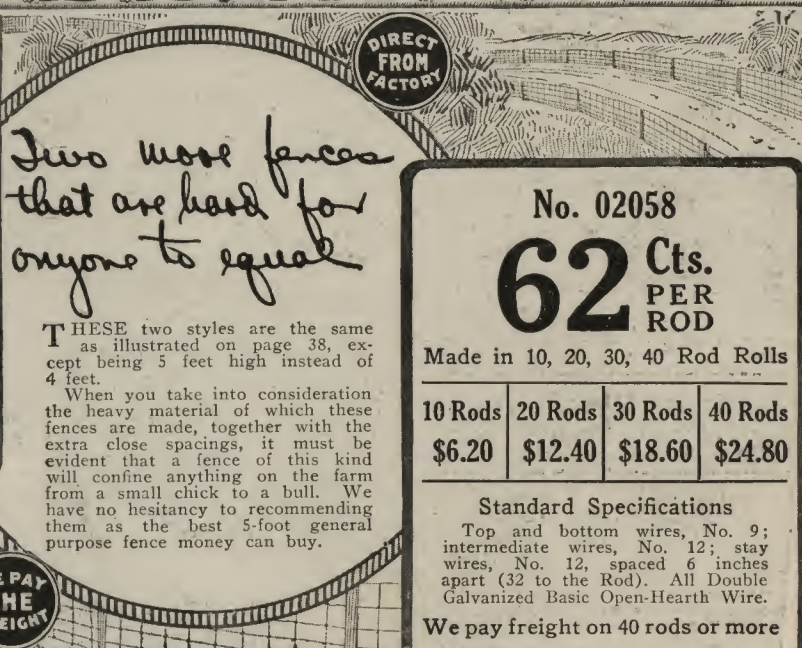 DIRECT
FROM
FACTORY
Two more fences
that are hard for
anyone to equal
THESE two styles are the same
as illustrated on page 38, ex-
cept being 5 feet high instead of
4 feet.
When you take into consideration
the heavy material of which these
fences are made, together with the
extra close spacings, it must be
evident that a fence of this kind
will confine anything on the farm
from a small chick to a bull. We
have no hesitancy to recommending
them as the best 5-foot general
purpose fence money can buy.
PAY
No. 02058
62 Cts.
PER
ROD
Made in 10, 20, 30, 40 Rod Rolls
10 Rods 20 Rods 30 Rods 40 Rods
$6.20 $12.40 $18.60 $24.80
Standard Specifications
Top and bottom wires, No. 9;
intermediate wires, No. 12; stay
wires, No. 12, spaced 6 inches
apart (32 to the Rod). All Double
Galvanized Basic Open-Hearth Wire.
We pay freight on 40 rods or more